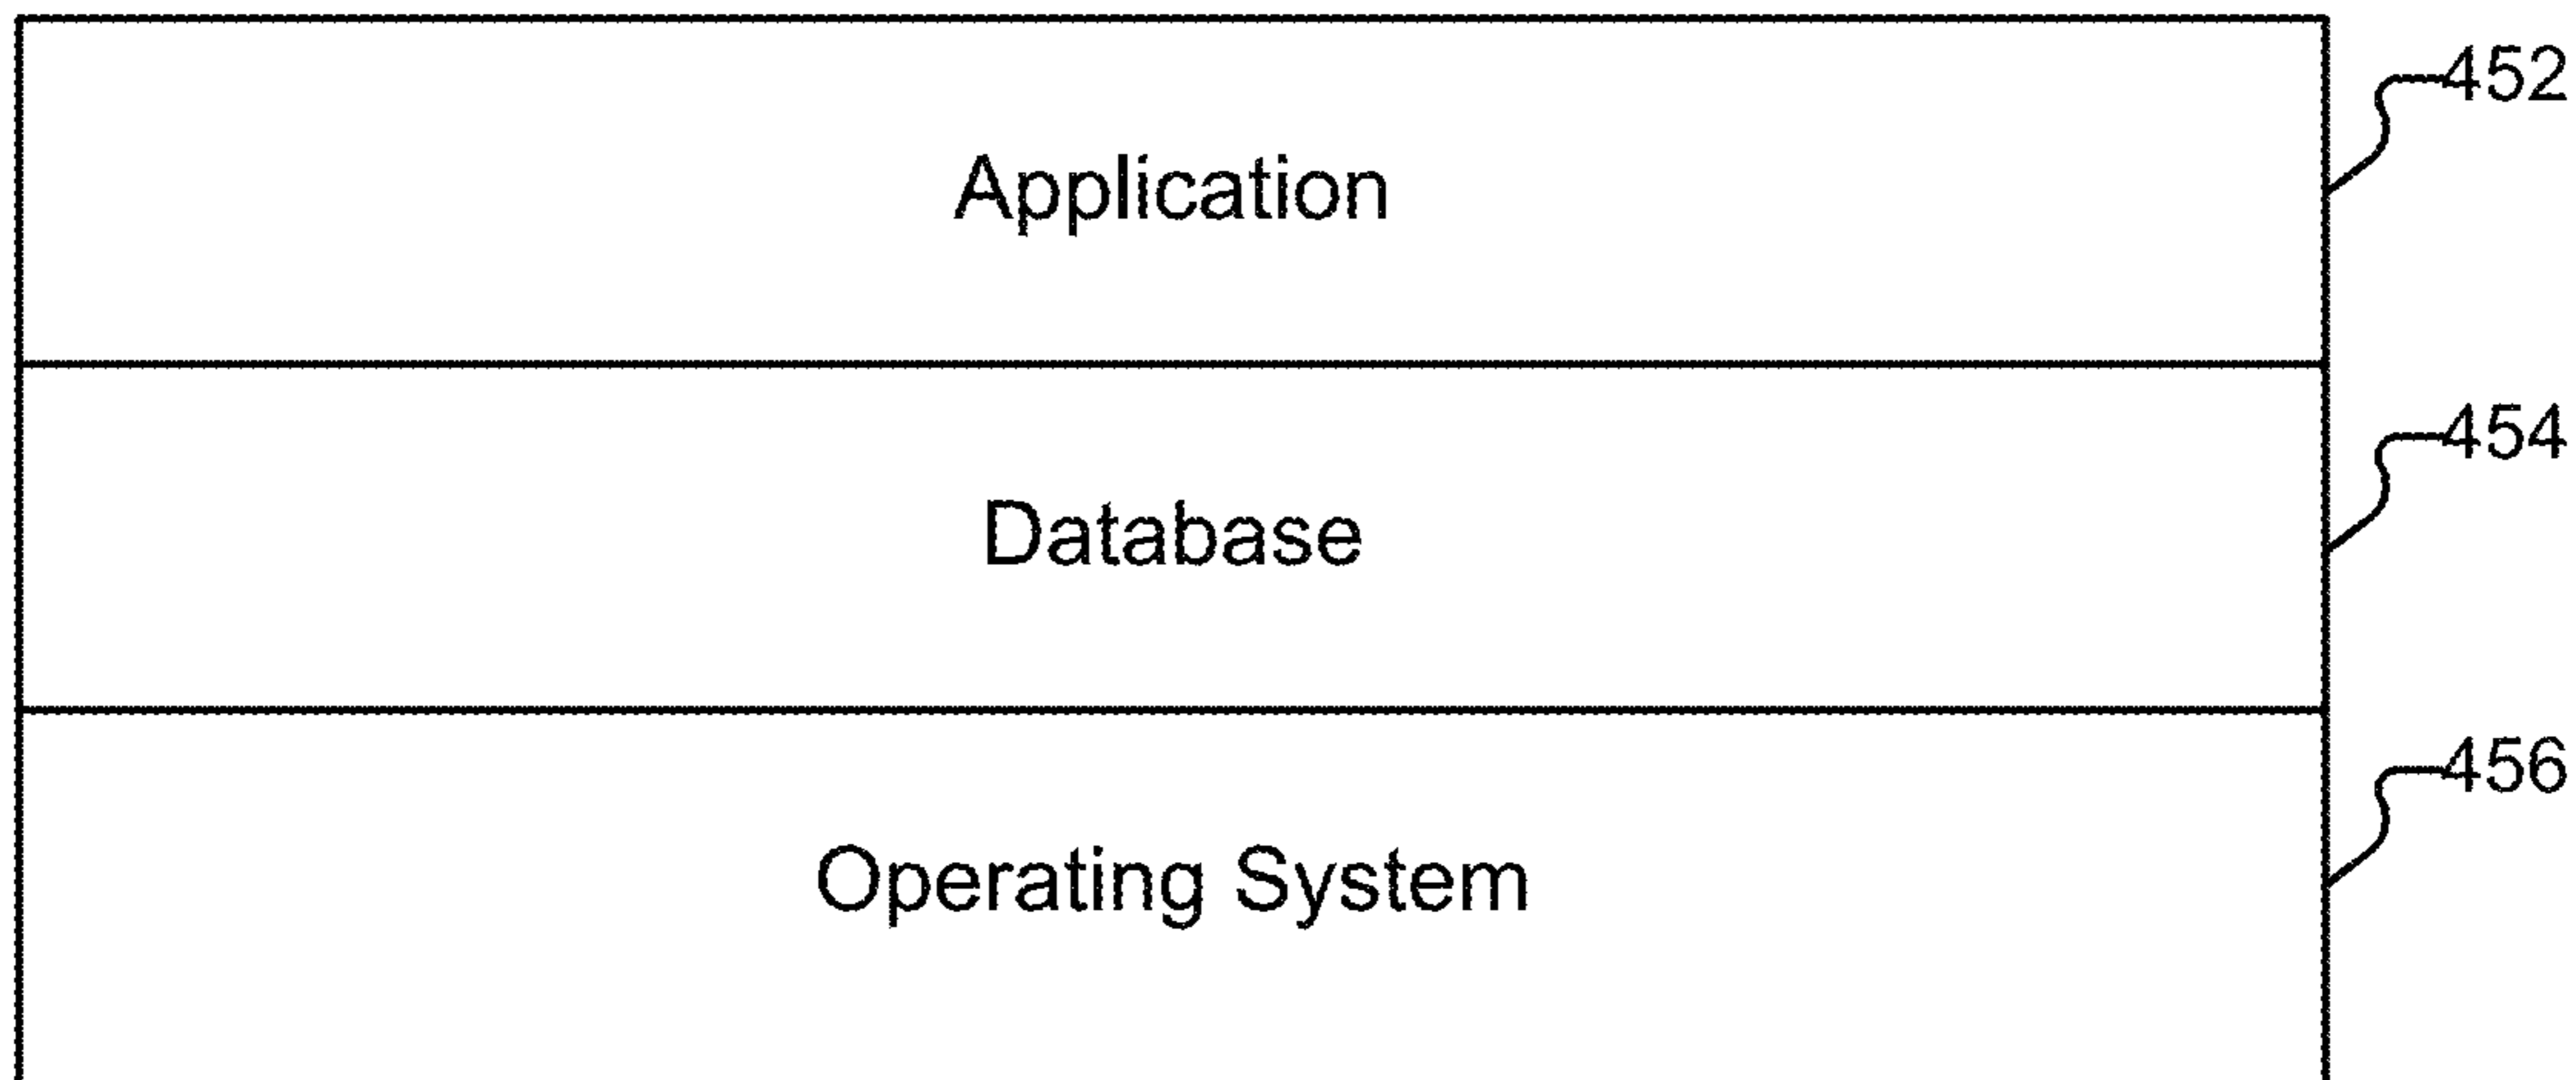 452
Application
454
Database
456
Operating System